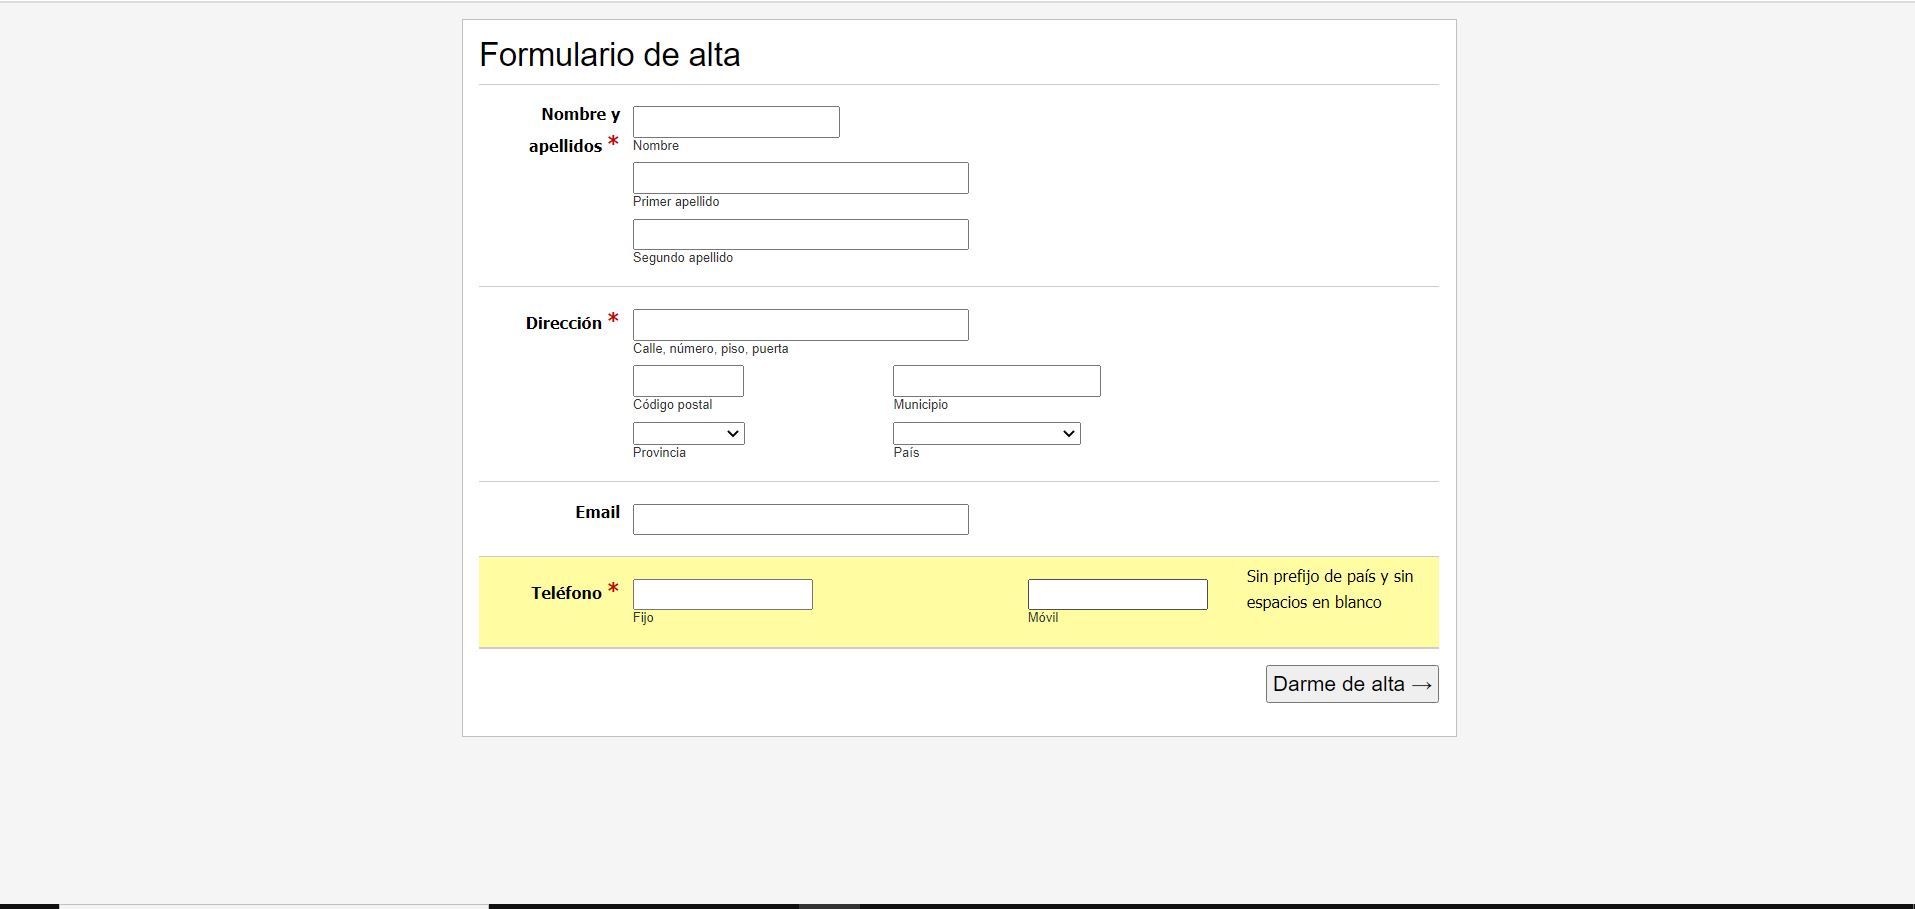 Formulario de alta
Nombre y
apellidos *
Nombre
Primer apellido
Segundo apellido
Dirección *
Calle, número, piso, puerta
Código postal
Municipio
Provincia
País
Email
Teléfono *
Fijo
Móvil
Sin prefijo de país y sin
espacios en blanco
Darme de alta →